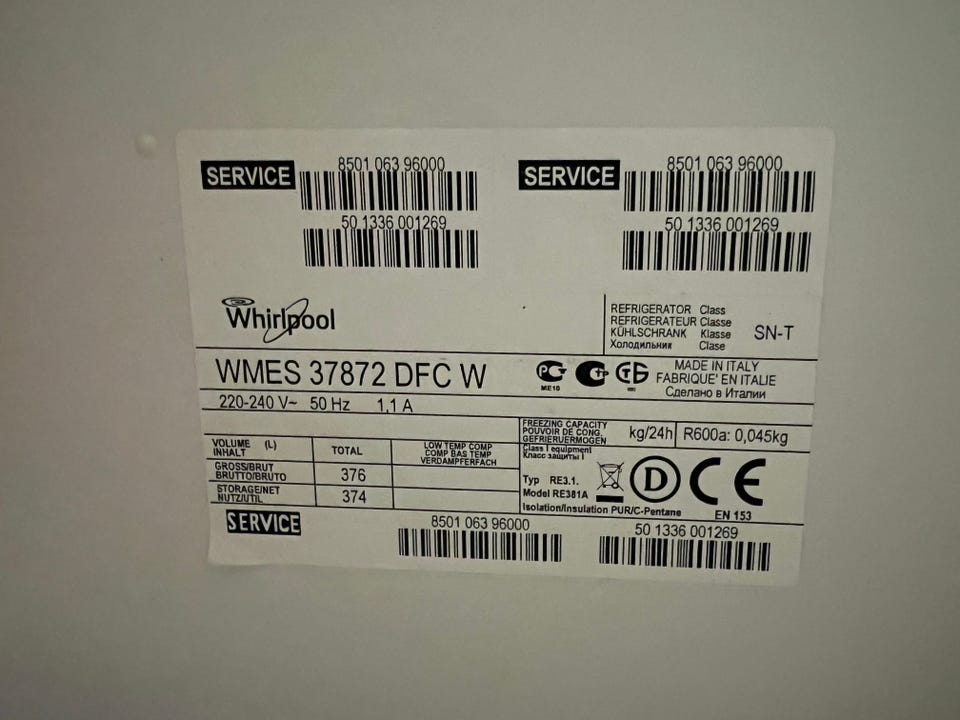 SERVICE
8501 063 96000
50 1336 001269
SERVICE
8501 063 96000
50 1336 001269
Whirlpool
REFRIGERATOR Class
REFRIGERATEUR Classe
KÜHLSCHRANK Klasse
Холодильник Clase
SN-T
WMES 37872 DFC W
PCT
ME10
MADE IN ITALY
FABRIQUE' EN ITALIE
Сделано в Италии
220-240 V~ 50 Hz 1,1 A
FREEZING CAPACITY
POUVOIR DE CONG.
GEFRIERVERMOGEN
kg/24h
R600a: 0,045kg
VOLUME (L)
INHALT
TOTAL
LOW TEMP COMP
COMP BAS TEMP
VERDAMPFERFACH
GROSS/BRUT
BRUTTO/BRUTO
376
STORAGE/NET
NUTZ/UTIL
374
Class I equipment
Класс защиты I
Typ RE3.1.
Model RE381A
D
CE
Isolation/Insulation PUR/C-Pentane
EN 153
SERVICE
8501 063 96000
50 1336 001269